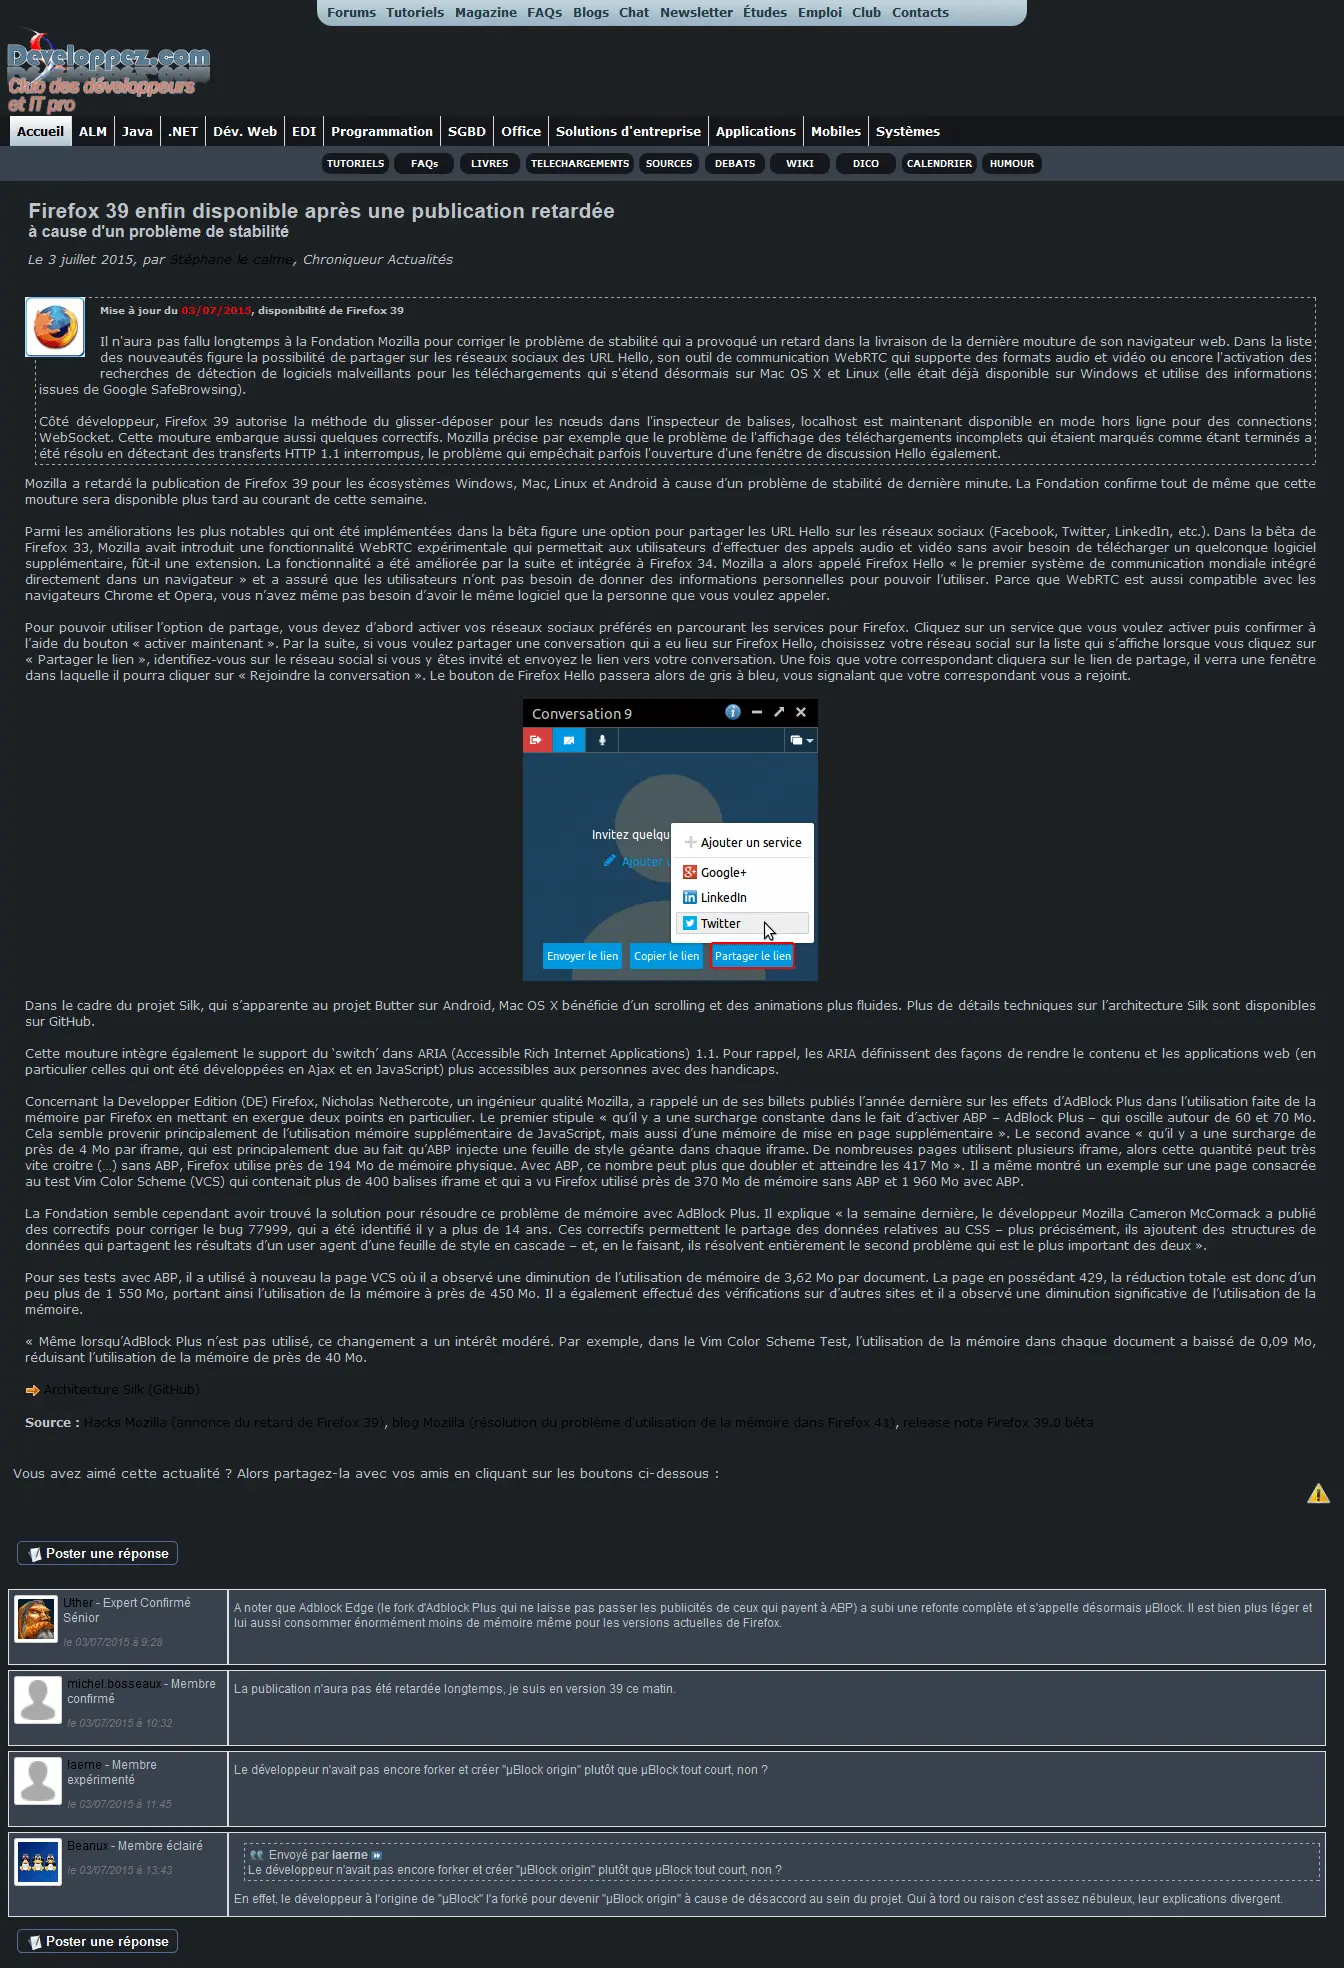 Forums Tutoriels Magazine FAQs Blogs Chat Newsletter Études Emploi Club Contacts
Developpez.com
Club des développeurs
et IT pro
Accueil ALM Java .NET Dév. Web EDI Programmation SGBD Office Solutions d'entreprise Applications Mobiles Systèmes
TUTORIELS FAQs LIVRES TELECHARGEMENTS SOURCES DEBATS WIKI DICO CALENDRIER HUMOUR
Firefox 39 enfin disponible après une publication retardée
à cause d'un problème de stabilité
Le 3 juillet 2015, par Stéphane le calme, Chroniqueur Actualités
Mise à jour du 03/07/2015, disponibilité de Firefox 39
Il n'aura pas fallu longtemps à la Fondation Mozilla pour corriger le problème de stabilité qui a provoqué un retard dans la livraison de la dernière mouture de son navigateur web. Dans la liste
des nouveautés figure la possibilité de partager sur les réseaux sociaux des URL Hello, son outil de communication WebRTC qui supporte des formats audio et vidéo ou encore l'activation des
recherches de détection de logiciels malveillants pour les téléchargements qui s'étend désormais sur Mac OS X et Linux (elle était déjà disponible sur Windows et utilise des informations
issues de Google SafeBrowsing).
Côté développeur, Firefox 39 autorise la méthode du glisser-déposer pour les nœuds dans l'inspecteur de balises, localhost est maintenant disponible en mode hors ligne pour des connections
WebSocket. Cette mouture embarque aussi quelques correctifs. Mozilla précise par exemple que le problème de l'affichage des téléchargements incomplets qui étaient marqués comme étant terminés a
été résolu en détectant des transferts HTTP 1.1 interrompus, le problème qui empêchait parfois l'ouverture d'une fenêtre de discussion Hello également.
Mozilla a retardé la publication de Firefox 39 pour les écosystèmes Windows, Mac, Linux et Android à cause d’un problème de stabilité de dernière minute. La Fondation confirme tout de même que cette
mouture sera disponible plus tard au courant de cette semaine.
Parmi les améliorations les plus notables qui ont été implémentées dans la bêta figure une option pour partager les URL Hello sur les réseaux sociaux (Facebook, Twitter, LinkedIn, etc.). Dans la bêta de
Firefox 33, Mozilla avait introduit une fonctionnalité WebRTC expérimentale qui permettait aux utilisateurs d’effectuer des appels audio et vidéo sans avoir besoin de télécharger un quelconque logiciel
supplémentaire, fût-il une extension. La fonctionnalité a été améliorée par la suite et intégrée à Firefox 34. Mozilla a alors appelé Firefox Hello « le premier système de communication mondiale intégré
directement dans un navigateur » et a assuré que les utilisateurs n’ont pas besoin de donner des informations personnelles pour pouvoir l’utiliser. Parce que WebRTC est aussi compatible avec les
navigateurs Chrome et Opera, vous n’avez même pas besoin d’avoir le même logiciel que la personne que vous voulez appeler.
Pour pouvoir utiliser l’option de partage, vous devez d’abord activer vos réseaux sociaux préférés en parcourant les services pour Firefox. Cliquez sur un service que vous voulez activer puis confirmer à
l’aide du bouton « activer maintenant ». Par la suite, si vous voulez partager une conversation qui a eu lieu sur Firefox Hello, choisissez votre réseau social sur la liste qui s’affiche lorsque vous cliquez sur
« Partager le lien », identifiez-vous sur le réseau social si vous y êtes invité et envoyez le lien vers votre conversation. Une fois que votre correspondant cliquera sur le lien de partage, il verra une fenêtre
dans laquelle il pourra cliquer sur « Rejoindre la conversation ». Le bouton de Firefox Hello passera alors de gris à bleu, vous signalant que votre correspondant vous a rejoint.
Conversation 9
Invitez quelqu
Ajouter u
Ajouter un service
Google+
LinkedIn
Twitter
Envoyer le lien Copier le lien Partager le lien
Dans le cadre du projet Silk, qui s’apparente au projet Butter sur Android, Mac OS X bénéficie d’un scrolling et des animations plus fluides. Plus de détails techniques sur l’architecture Silk sont disponibles
sur GitHub.
Cette mouture intègre également le support du ‘switch’ dans ARIA (Accessible Rich Internet Applications) 1.1. Pour rappel, les ARIA définissent des façons de rendre le contenu et les applications web (en
particulier celles qui ont été développées en Ajax et en JavaScript) plus accessibles aux personnes avec des handicaps.
Concernant la Developper Edition (DE) Firefox, Nicholas Nethercote, un ingénieur qualité Mozilla, a rappelé un de ses billets publiés l’année dernière sur les effets d’AdBlock Plus dans l’utilisation faite de la
mémoire par Firefox en mettant en exergue deux points en particulier. Le premier stipule « qu’il y a une surcharge constante dans le fait d’activer ABP – AdBlock Plus – qui oscille autour de 60 et 70 Mo.
Cela semble provenir principalement de l’utilisation mémoire supplémentaire de JavaScript, mais aussi d’une mémoire de mise en page supplémentaire ». Le second avance « qu’il y a une surcharge de
près de 4 Mo par iframe, qui est principalement due au fait qu’ABP injecte une feuille de style géante dans chaque iframe. De nombreuses pages utilisent plusieurs iframe, alors cette quantité peut très
vite croitre (…) sans ABP, Firefox utilise près de 194 Mo de mémoire physique. Avec ABP, ce nombre peut plus que doubler et atteindre les 417 Mo ». Il a même montré un exemple sur une page consacrée
au test Vim Color Scheme (VCS) qui contenait plus de 400 balises iframe et qui a vu Firefox utilisé près de 370 Mo de mémoire sans ABP et 1 960 Mo avec ABP.
La Fondation semble cependant avoir trouvé la solution pour résoudre ce problème de mémoire avec AdBlock Plus. Il explique « la semaine dernière, le développeur Mozilla Cameron McCormack a publié
des correctifs pour corriger le bug 77999, qui a été identifié il y a plus de 14 ans. Ces correctifs permettent le partage des données relatives au CSS – plus précisément, ils ajoutent des structures de
données qui partagent les résultats d’un user agent d’une feuille de style en cascade – et, en le faisant, ils résolvent entièrement le second problème qui est le plus important des deux ».
Pour ses tests avec ABP, il a utilisé à nouveau la page VCS où il a observé une diminution de l’utilisation de mémoire de 3,62 Mo par document. La page en possédant 429, la réduction totale est donc d’un
peu plus de 1 550 Mo, portant ainsi l’utilisation de la mémoire à près de 450 Mo. Il a également effectué des vérifications sur d’autres sites et il a observé une diminution significative de l’utilisation de la
mémoire.
« Même lorsqu’AdBlock Plus n’est pas utilisé, ce changement a un intérêt modéré. Par exemple, dans le Vim Color Scheme Test, l’utilisation de la mémoire dans chaque document a baissé de 0,09 Mo,
réduisant l’utilisation de la mémoire de près de 40 Mo.
Architecture Silk (GitHub)
Source : Hacks Mozilla (annonce du retard de Firefox 39), blog Mozilla (résolution du problème d'utilisation de la mémoire dans Firefox 41), release note Firefox 39.0 bêta
Vous avez aimé cette actualité ? Alors partagez-la avec vos amis en cliquant sur les boutons ci-dessous :
Poster une réponse
Uther - Expert Confirmé
Sénior
le 03/07/2015 à 9:28
A noter que Adblock Edge (le fork d'Adblock Plus qui ne laisse pas passer les publicités de ceux qui payent à ABP) a subi une refonte complète et s'appelle désormais µBlock. Il est bien plus léger et
lui aussi consommer énormément moins de mémoire même pour les versions actuelles de Firefox.
michel.bosseaux - Membre
confirmé
le 03/07/2015 à 10:32
La publication n'aura pas été retardée longtemps, je suis en version 39 ce matin.
laerne - Membre
expérimenté
le 03/07/2015 à 11:45
Le développeur n'avait pas encore forker et créer "µBlock origin" plutôt que µBlock tout court, non ?
Beanux - Membre éclairé
le 03/07/2015 à 13:43
Envoyé par laerne
Le développeur n'avait pas encore forker et créer "µBlock origin" plutôt que µBlock tout court, non ?
En effet, le développeur à l'origine de "µBlock" l'a forké pour devenir "µBlock origin" à cause de désaccord au sein du projet. Qui à tord ou raison c'est assez nébuleux, leur explications divergent.
Poster une réponse